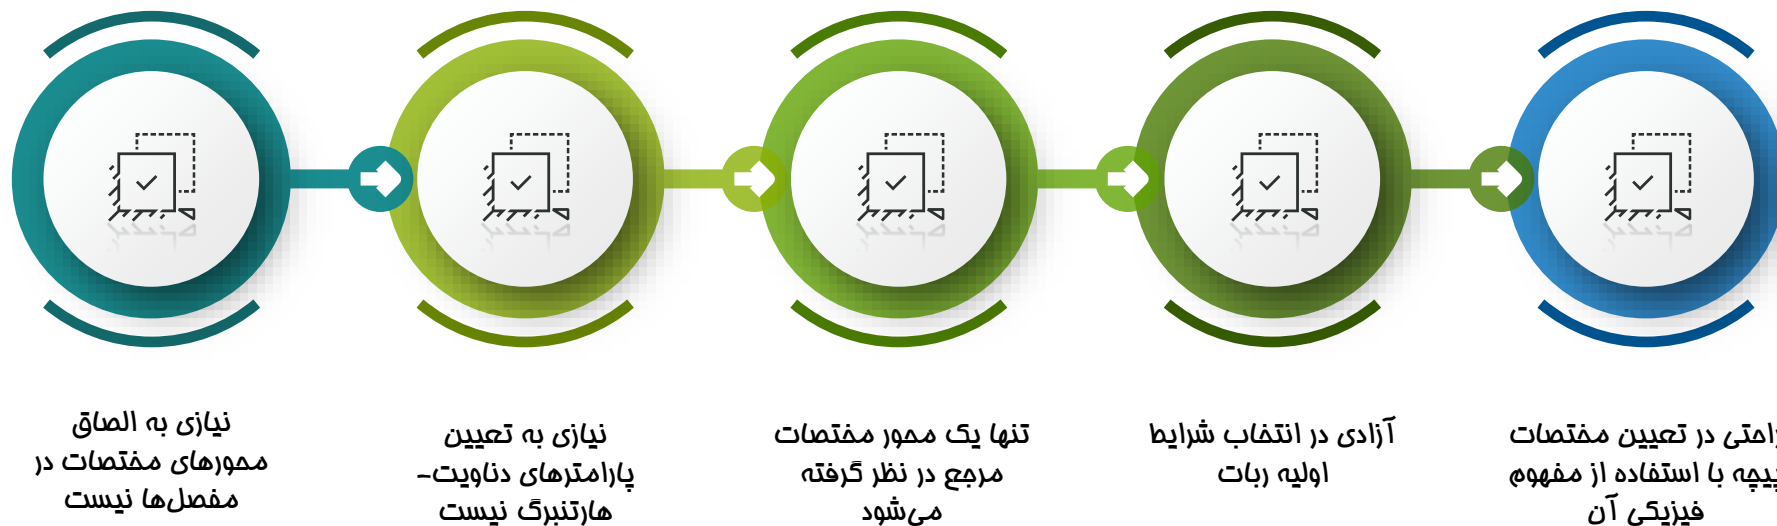 نیازی به الصاق
محورهای مختصات در
مفصل‌ها نیست
نیازی به تعیین
پارامترهای دناویت-
هارتنبرگ نیست
تنها یک محور مختصات
مرجع در نظر گرفته
می‌شود
آزادی در انتخاب شرایط
اولیه ربات
راحتی در تعیین مختصات
پیچه با استفاده از مفهوم
فیزیکی آن